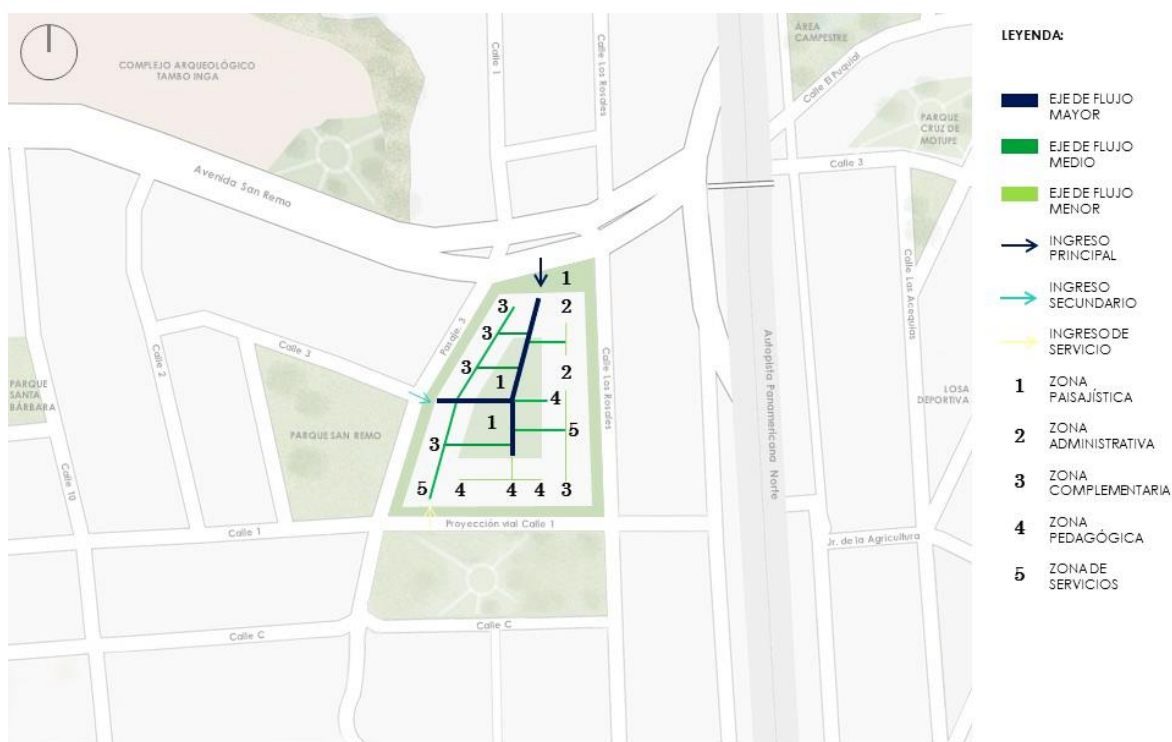 COMPLEJO ARQUEOLÓGICO
TAMBO INGA
Calle 1
Calle Los Rosales
ÁREA
CAMPESTRE
Calle El Puquial
PARQUE
CRUZ DE
MOTUPE
Avenida San Remo
Calle 3
Calle Las Acequias
Pasaje. 3
Calle 3
Calle 2
PARQUE
SANTA
BÁRBARA
PARQUE SAN REMO
Calle Los Rosales
Autopista Panamericana Norte
LOSA
DEPORTIVA
1
2
3
3
3
2
1
4
1
5
3
5
4
4
4
3
Calle 10
Calle 1
Proyección vial Calle 1
Jr. de la Agricultura
Calle C
Calle C
LEYENDA:
EJE DE FLUJO
MAYOR
EJE DE FLUJO
MEDIO
EJE DE FLUJO
MENOR
INGRESO
PRINCIPAL
INGRESO
SECUNDARIO
INGRESO DE
SERVICIO
1 ZONA
PAISAJÍSTICA
2 ZONA
ADMINISTRATIVA
3 ZONA
COMPLEMENTARIA
4 ZONA
PEDAGÓGICA
5 ZONA DE
SERVICIOS